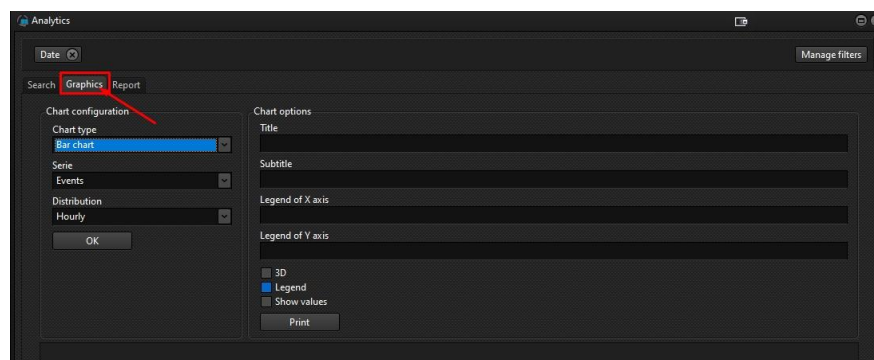 Analytics
Date
Manage filters
Search Graphics Report
Chart configuration
Chart type
Bar chart
Serie
Events
Distribution
Hourly
OK
Chart options
Title
Subtitle
Legend of X axis
Legend of Y axis
3D
Legend
Show values
Print